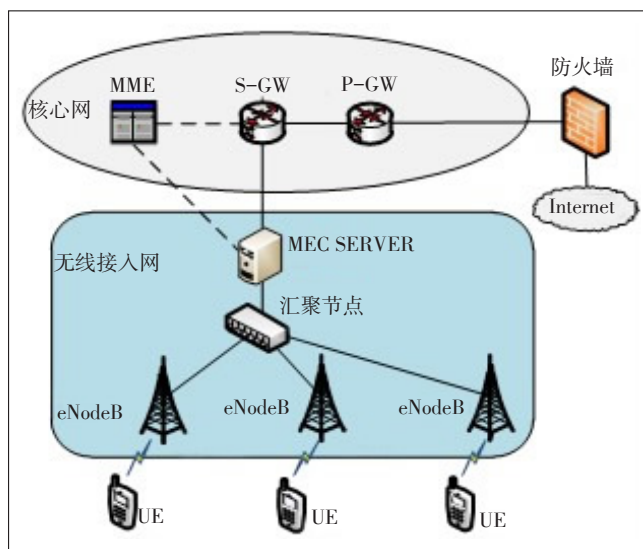 MME
S-GW
P-GW
防火墙
核心网
Internet
MEC SERVER
无线接入网
汇聚节点
eNodeB
eNodeB
eNodeB
UE
UE
UE